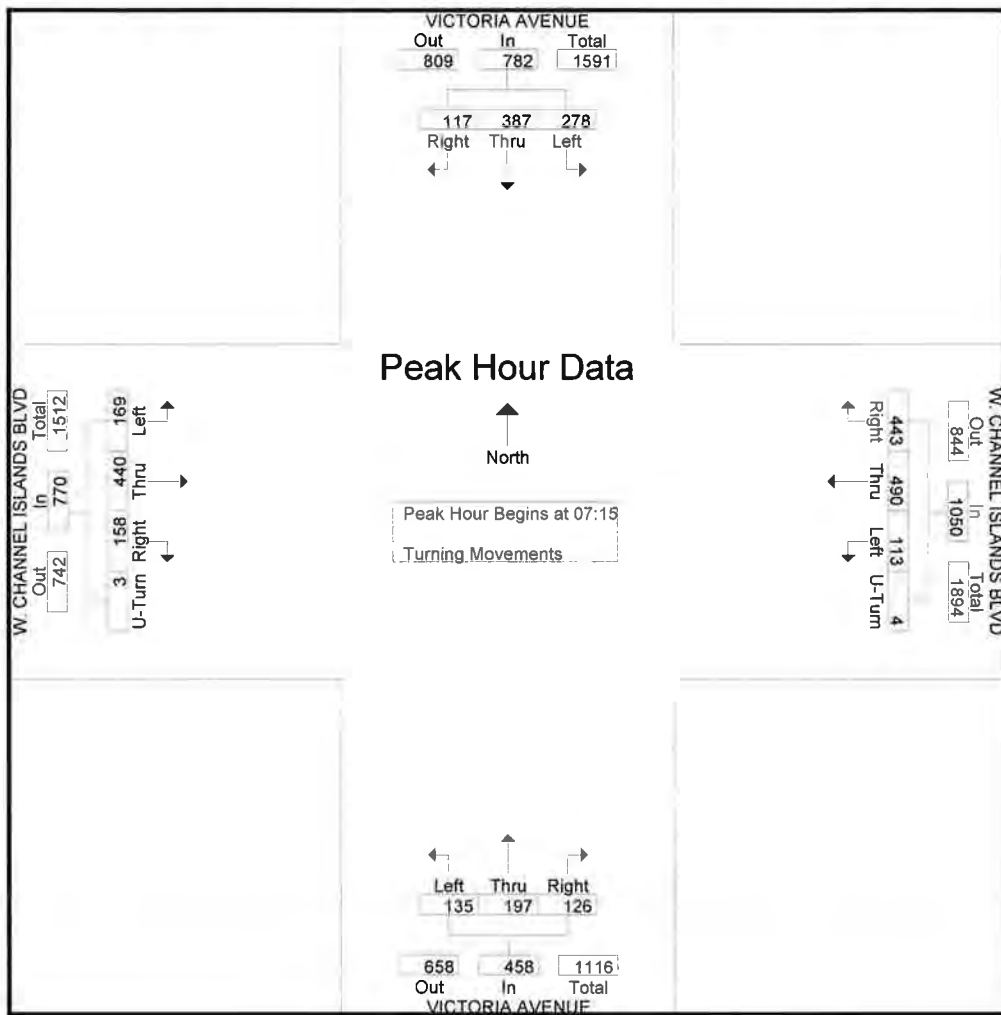 VICTORIA AVENUE
Out In Total
809 782 1591
117 387 278
Right Thru Left
Peak Hour Data
North
Peak Hour Begins at 07:15
Turning Movements
W. CHANNEL ISLANDS BLVD
Total In Out
1512 770 742
169 440 158 3
Left Thru Right U-Turn
W. CHANNEL ISLANDS BLVD
Out In Total
844 1050 1894
443 490 113 4
Right Thru Left U-Turn
Left Thru Right
135 197 126
658 458 1116
Out In Total
VICTORIA AVENUE